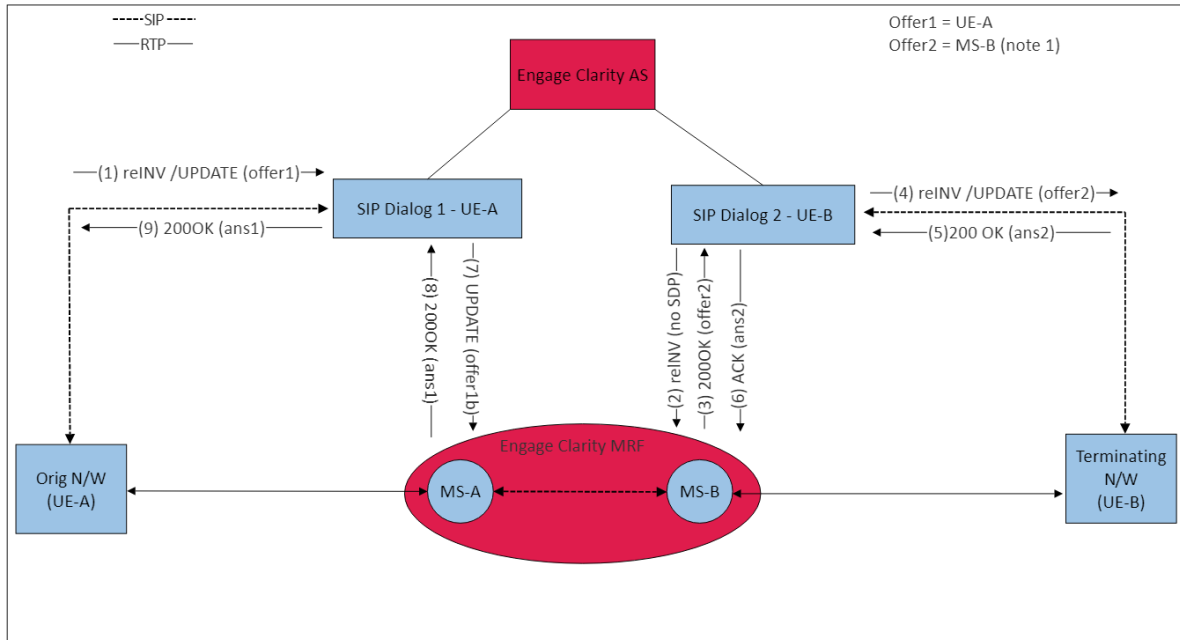 SIP
RTP
Offer1 = UE-A
Offer2 = MS-B (note 1)
Engage Clarity AS
(1) reINV /UPDATE (offer1)
SIP Dialog 1 - UE-A
(9) 200OK (ans1)
SIP Dialog 2 - UE-B
(4) reINV /UPDATE (offer2)
(5)200 OK (ans2)
(8) 200OK (ans1)
(7) UPDATE (offer1b)
(2) reINV (no SDP)
(3) 200OK (offer2)
(6) ACK (ans2)
Engage Clarity MRF
Orig N/W
(UE-A)
MS-A
MS-B
Terminating
N/W
(UE-B)